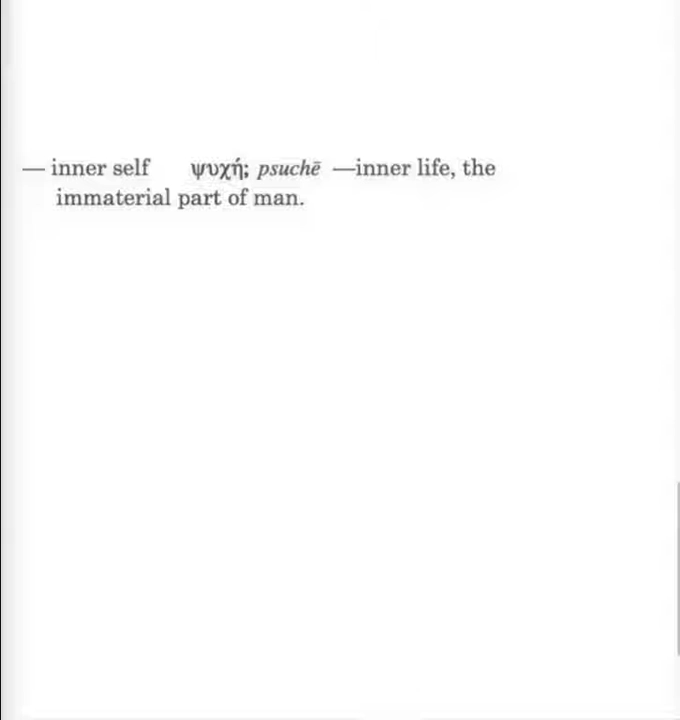 — inner self ψυχή; psuchē —inner life, the
immaterial part of man.